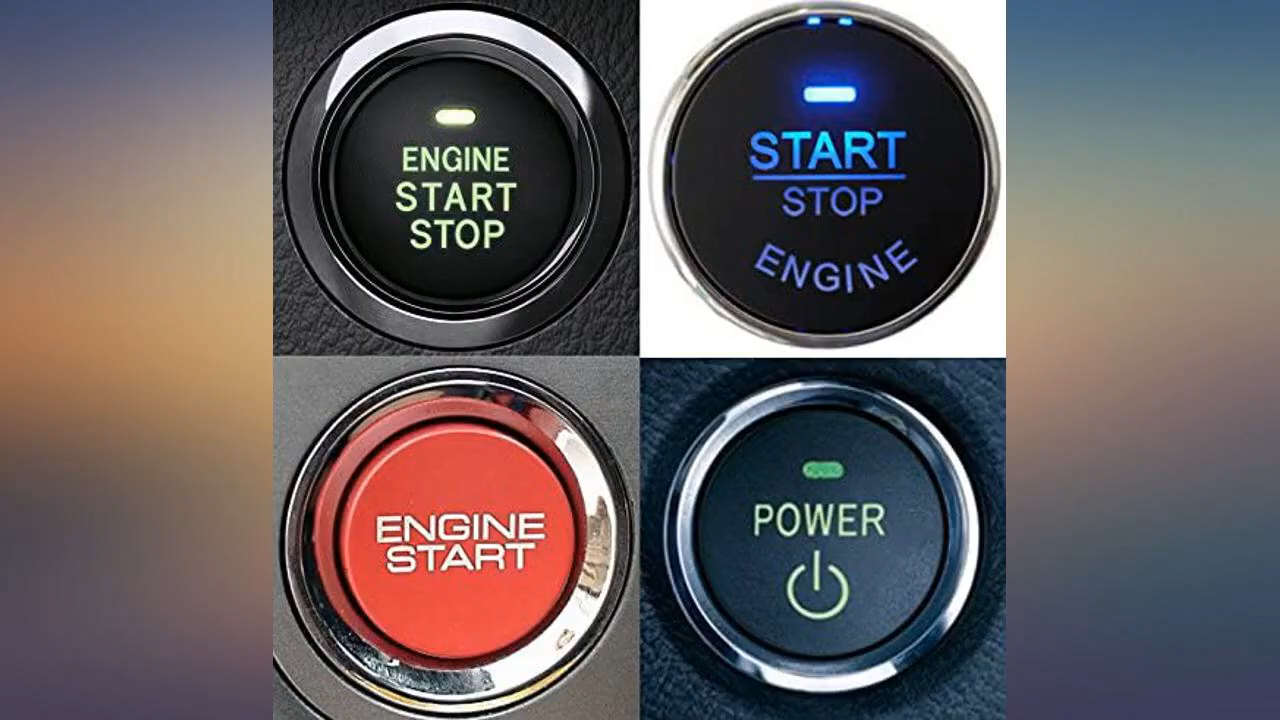 ENGINE
START
STOP
START
STOP
ENGINE
ENGINE
START
POWER